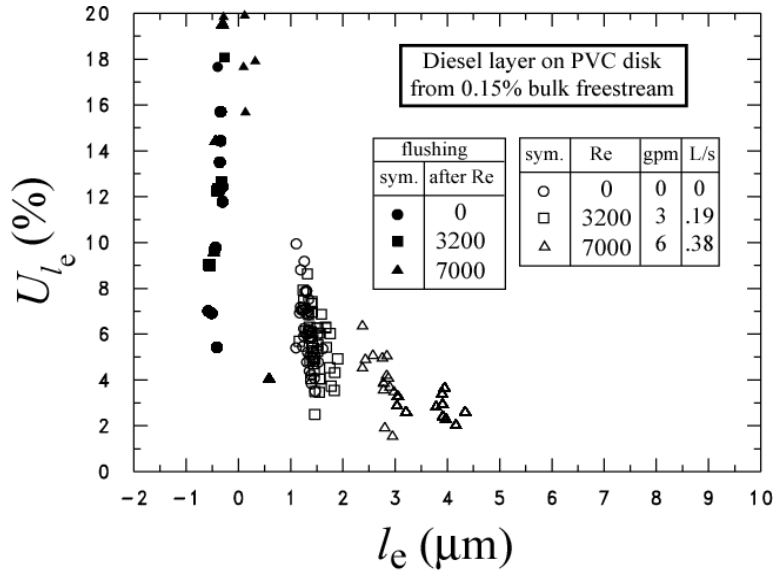 Diesel layer on PVC disk
from 0.15% bulk freestream
flushing
sym. after Re
0
3200
7000
sym. Re gpm L/s
0 0 0
3200 3 .19
7000 6 .38
U_{l_e} (%)
20
18
16
14
12
10
8
6
4
2
0
−2 −1 0 1 2 3 4 5 6 7 8 9 10
l_e (μm)